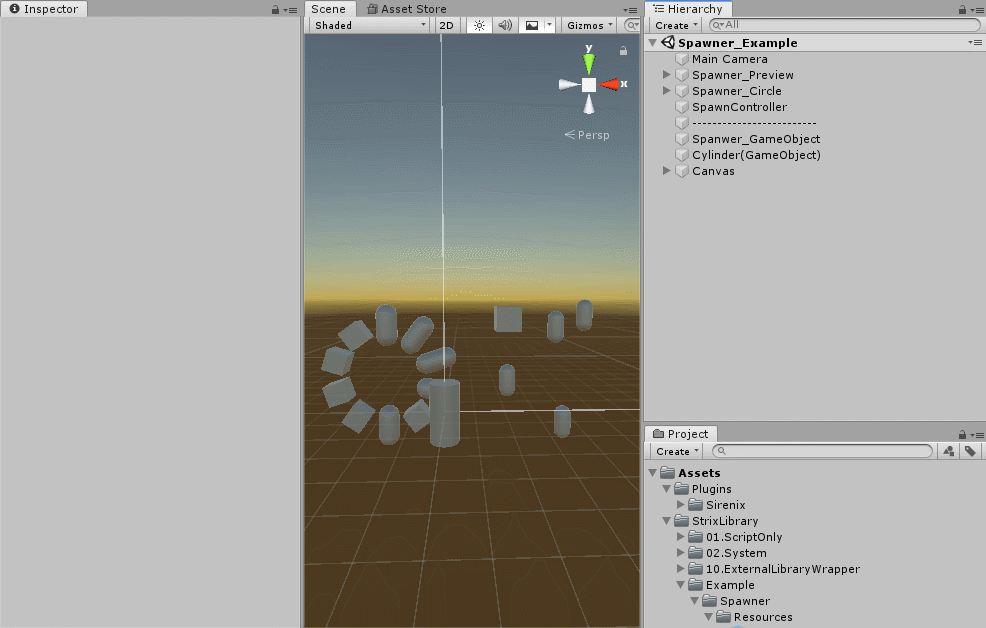 Inspector
Scene
Asset Store
Shaded
2D
Gizmos
All
y
x
Persp
Hierarchy
Create
All
Spawner_Example
Main Camera
Spawner_Preview
Spawner_Circle
SpawnController
------------------------
Spanwer_GameObject
Cylinder(GameObject)
Canvas
Project
Create
Assets
Plugins
Sirenix
StrixLibrary
01.ScriptOnly
02.System
10.ExternalLibraryWrapper
Example
Spawner
Resources